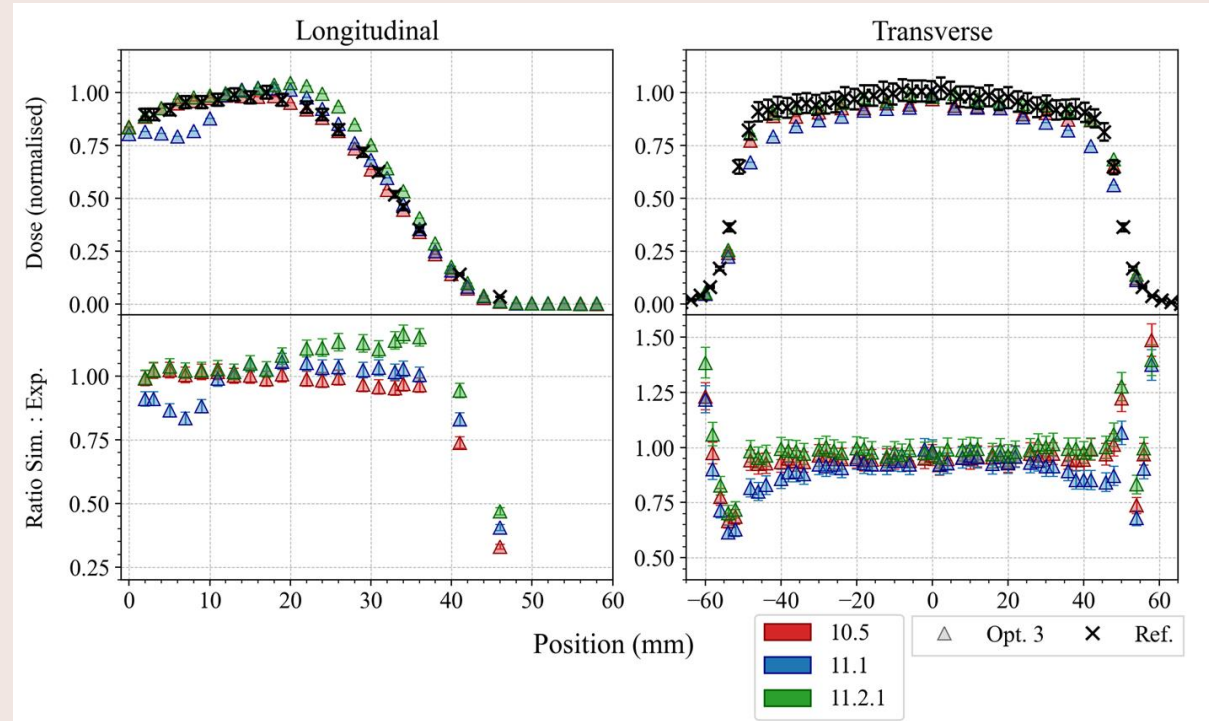 Longitudinal
Transverse
Dose (normalised)
1.00
0.75
0.50
0.25
0.00
1.00
0.75
0.50
0.25
0.00
Ratio Sim. : Exp.
1.00
0.75
0.50
0.25
1.50
1.25
1.00
0.75
0.50
0 10 20 30 40 50 60
−60 −40 −20 0 20 40 60
Position (mm)
10.5
11.1
11.2.1
Opt. 3 Ref.